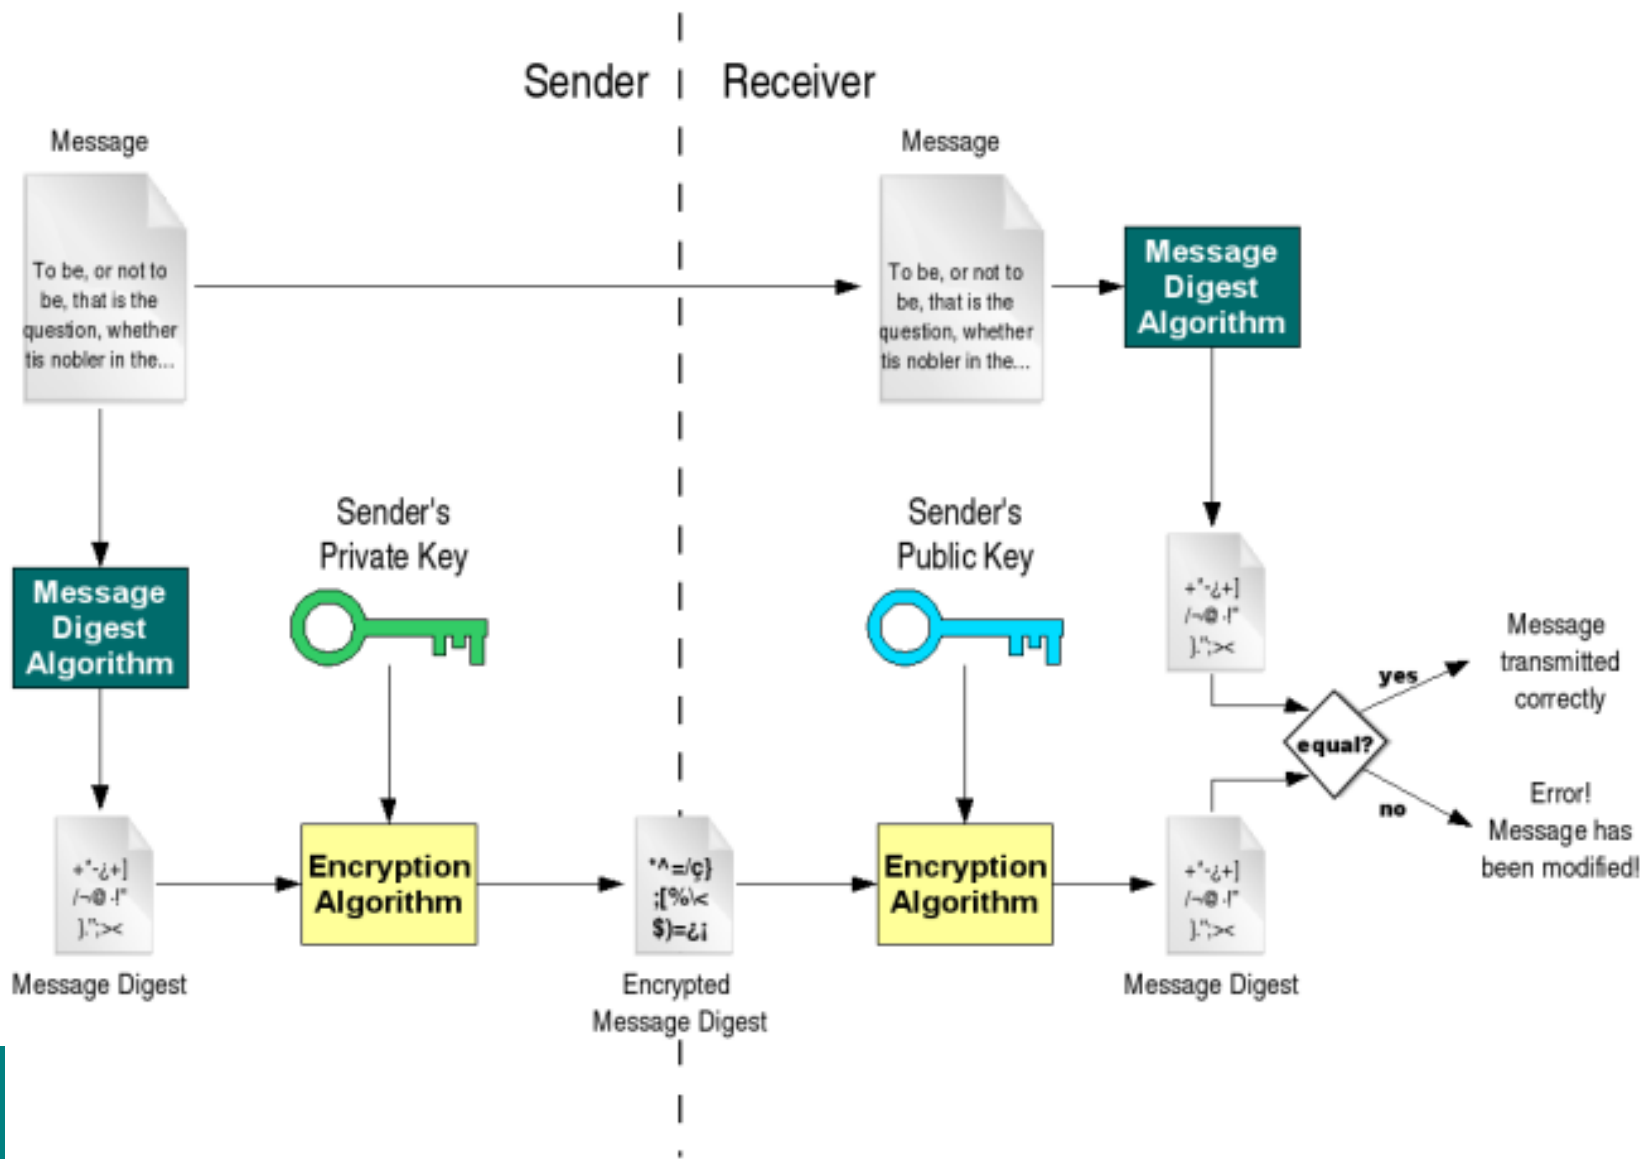 Sender
Receiver
Message
To be, or not to
be, that is the
question, whether
tis nobler in the...
Message
To be, or not to
be, that is the
question, whether
tis nobler in the...
Message
Digest
Algorithm
Message
Digest
Algorithm
Sender's
Private Key
Sender's
Public Key
+*-¿+]
/¬@·!"
}.";><
+*-¿+]
/¬@·!"
}.";><
Message Digest
Encryption
Algorithm
*^=/ç}
;[%\<
$)=¿¡
Encrypted
Message Digest
Encryption
Algorithm
+*-¿+]
/¬@·!"
}.";><
Message Digest
equal?
yes
Message
transmitted
correctly
no
Error!
Message has
been modified!